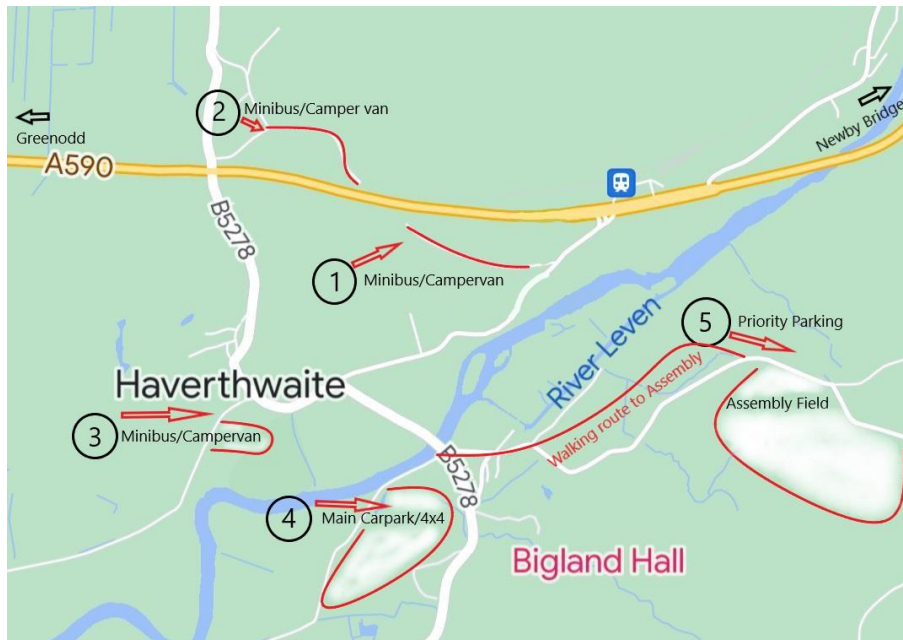 2
Minibus/Camper van
Greenodd
A590
Newby Bridge
B5278
1
Minibus/Campervan
5
Priority Parking
River Leven
Haverthwaite
Walking route to Assembly
Assembly Field
3
Minibus/Campervan
B5278
4
Main Carpark/4x4
Bigland Hall